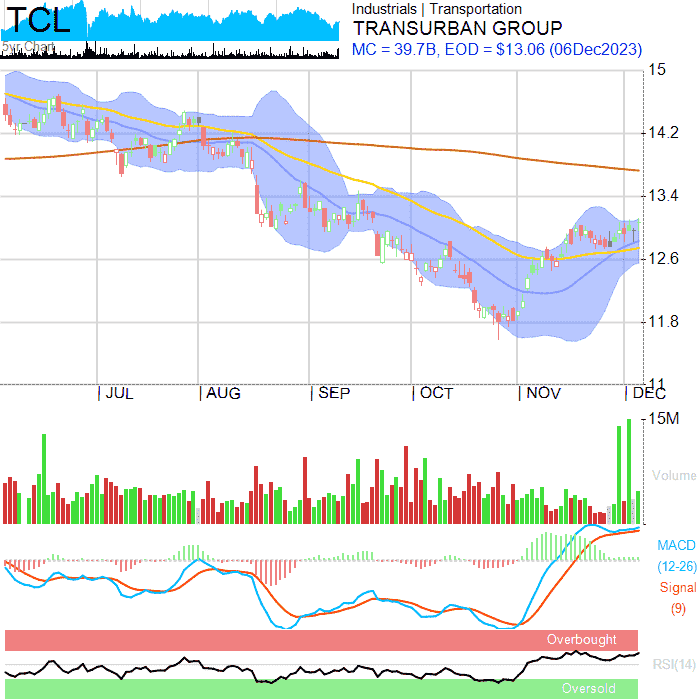 TCL
5yr Chart
Industrials | Transportation
TRANSURBAN GROUP
MC = 39.7B, EOD = $13.06 (06Dec2023)
15
14.2
13.4
12.6
11.8
11
JUL AUG SEP OCT NOV DEC
15M
Volume
MACD
(12-26)
Signal
(9)
Overbought
RSI(14)
Oversold